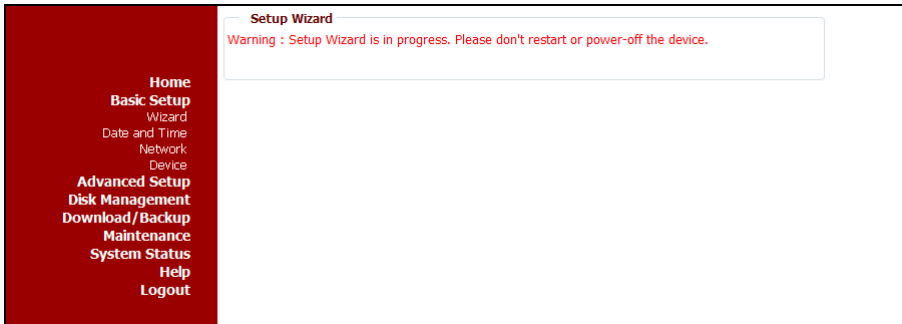 Setup Wizard
Warning : Setup Wizard is in progress. Please don't restart or power-off the device.
Home
Basic Setup
Wizard
Date and Time
Network
Device
Advanced Setup
Disk Management
Download/Backup
Maintenance
System Status
Help
Logout